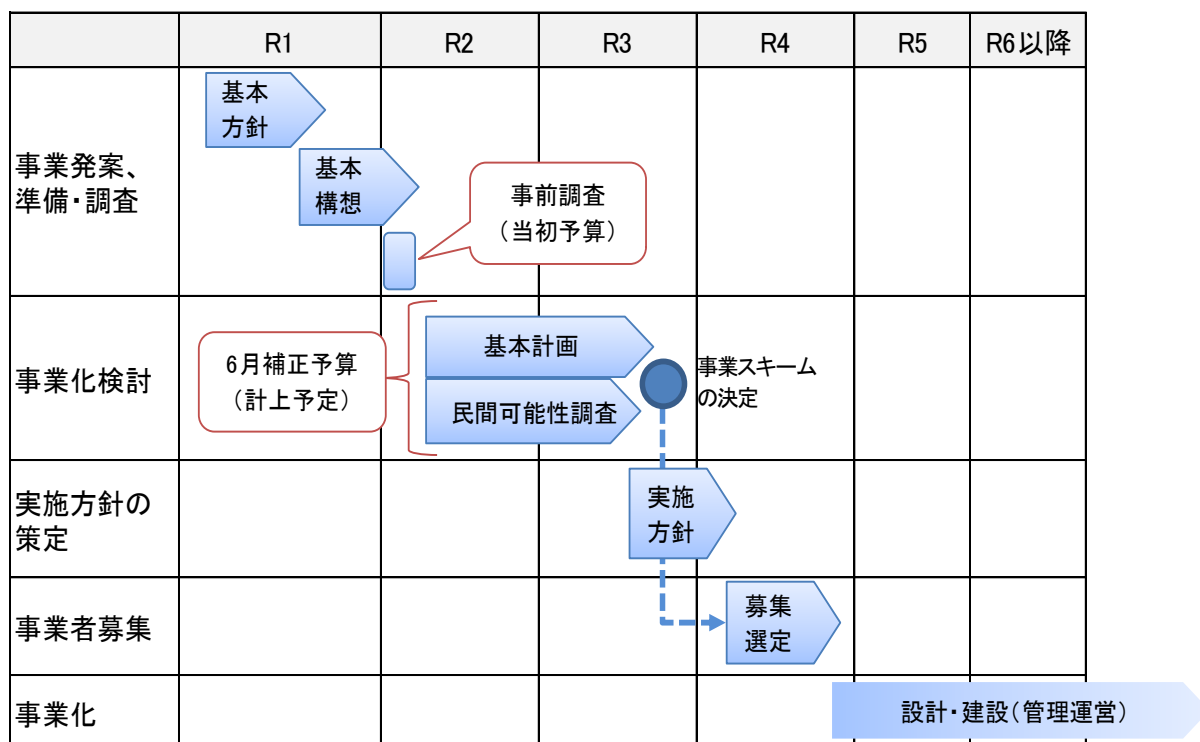 R1
R2
R3
R4
R5
R6以降
事業発案、
準備・調査
基本
方針
基本
構想
事前調査
（当初予算）
事業化検討
6月補正予算
（計上予定）
基本計画
民間可能性調査
事業スキーム
の決定
実施方針の
策定
実施
方針
事業者募集
募集
選定
事業化
設計・建設（管理運営）